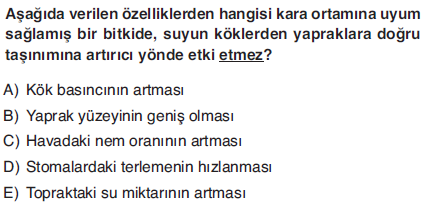 Aşağıda verilen özelliklerden hangisi kara ortamına uyum
sağlamış bir bitkide, suyun köklerden yapraklara doğru
taşınımına artırıcı yönde etki etmez?
A) Kök basıncının artması
B) Yaprak yüzeyinin geniş olması
C) Havadaki nem oranının artması
D) Stomalardaki terlemenin hızlanması
E) Topraktaki su miktarının artması